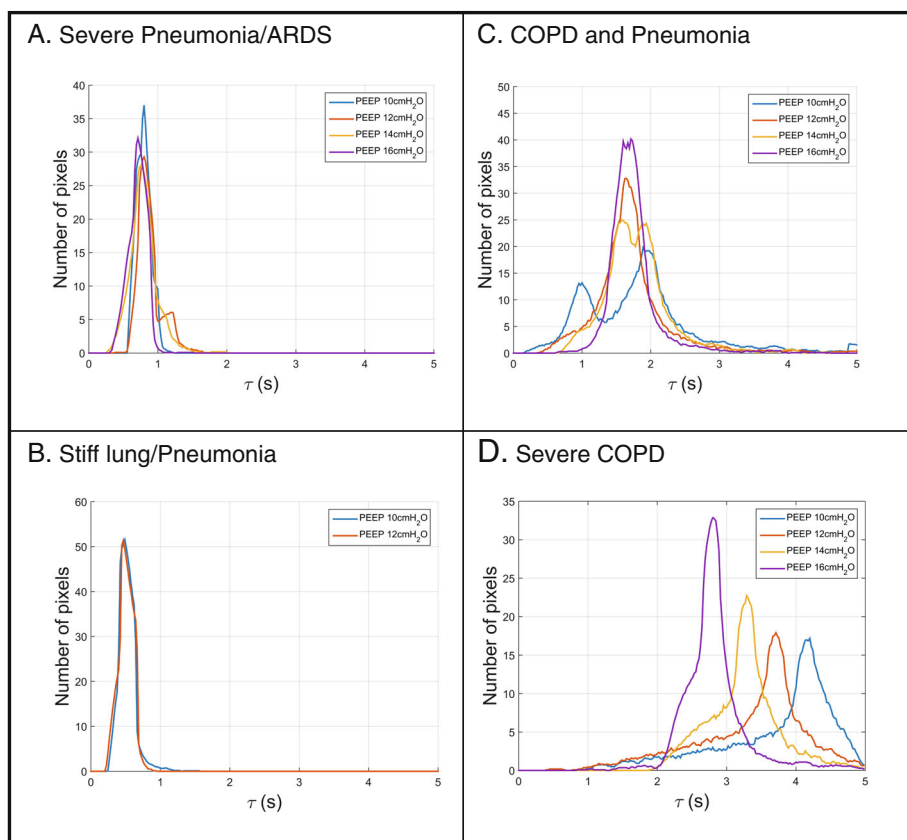 A. Severe Pneumonia/ARDS
40
35
30
25
20
15
10
5
0
Number of pixels
0 1 2 3 4 5
τ (s)
PEEP 10cmH₂O
PEEP 12cmH₂O
PEEP 14cmH₂O
PEEP 16cmH₂O
C. COPD and Pneumonia
50
45
40
35
30
25
20
15
10
5
0
Number of pixels
0 1 2 3 4 5
τ (s)
PEEP 10cmH₂O
PEEP 12cmH₂O
PEEP 14cmH₂O
PEEP 16cmH₂O
B. Stiff lung/Pneumonia
60
50
40
30
20
10
0
Number of pixels
0 1 2 3 4 5
τ (s)
PEEP 10cmH₂O
PEEP 12cmH₂O
D. Severe COPD
35
30
25
20
15
10
5
0
Number of pixels
0 1 2 3 4 5
τ (s)
PEEP 10cmH₂O
PEEP 12cmH₂O
PEEP 14cmH₂O
PEEP 16cmH₂O